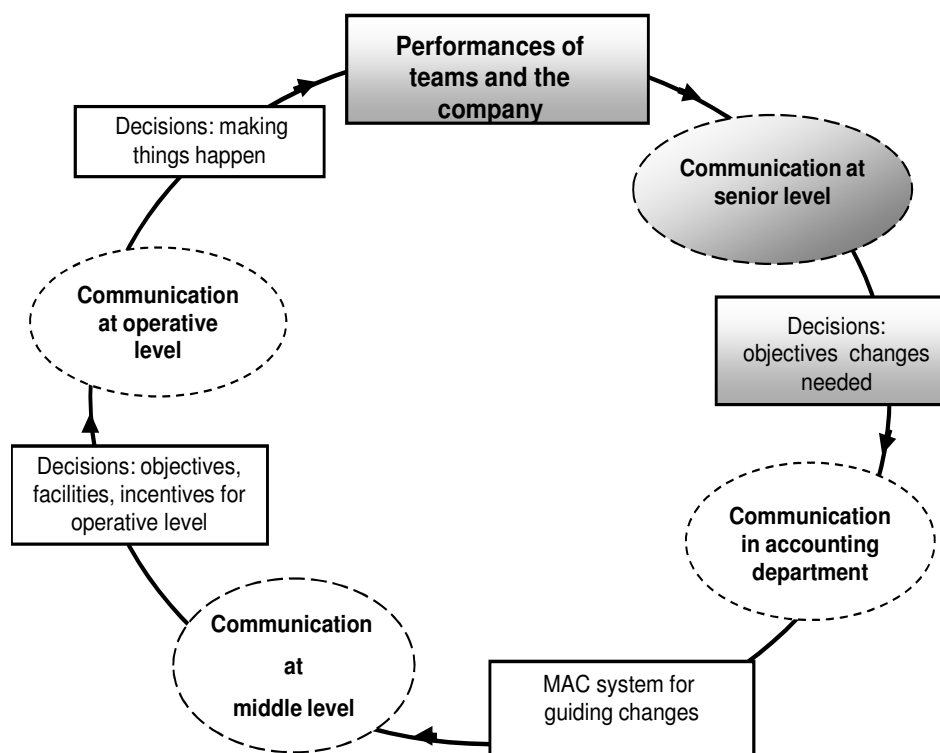 Performances of
teams and the
company
Decisions: making
things happen
Communication at
senior level
Communication
at operative
level
Decisions:
objectives changes
needed
Decisions: objectives,
facilities, incentives for
operative level
Communication
in accounting
department
Communication
at
middle level
MAC system for
guiding changes